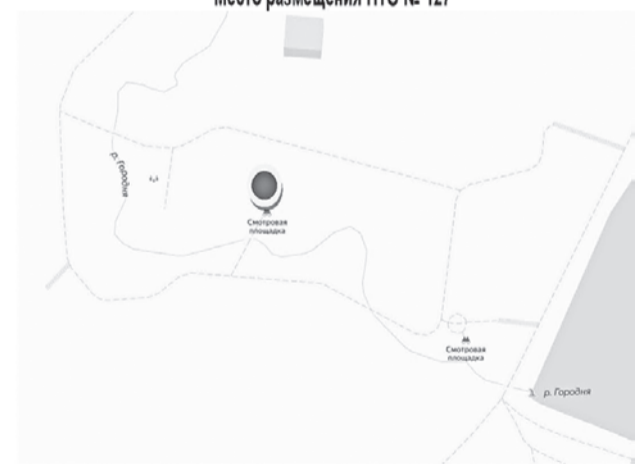 Место размещения НТО № 127
р. Городня
Смотровая
площадка
Смотровая
площадка
р. Городня